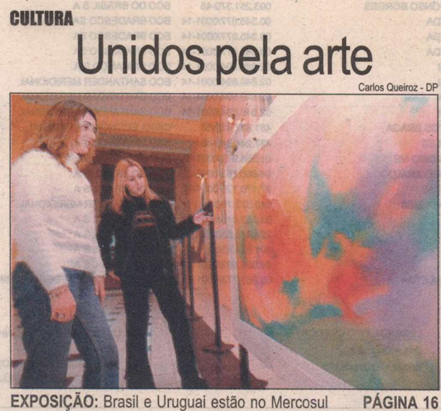 CULTURA
Unidos pela arte
Carlos Queiroz - DP
EXPOSIÇÃO: Brasil e Uruguai estão no Mercosul PÁGINA 16